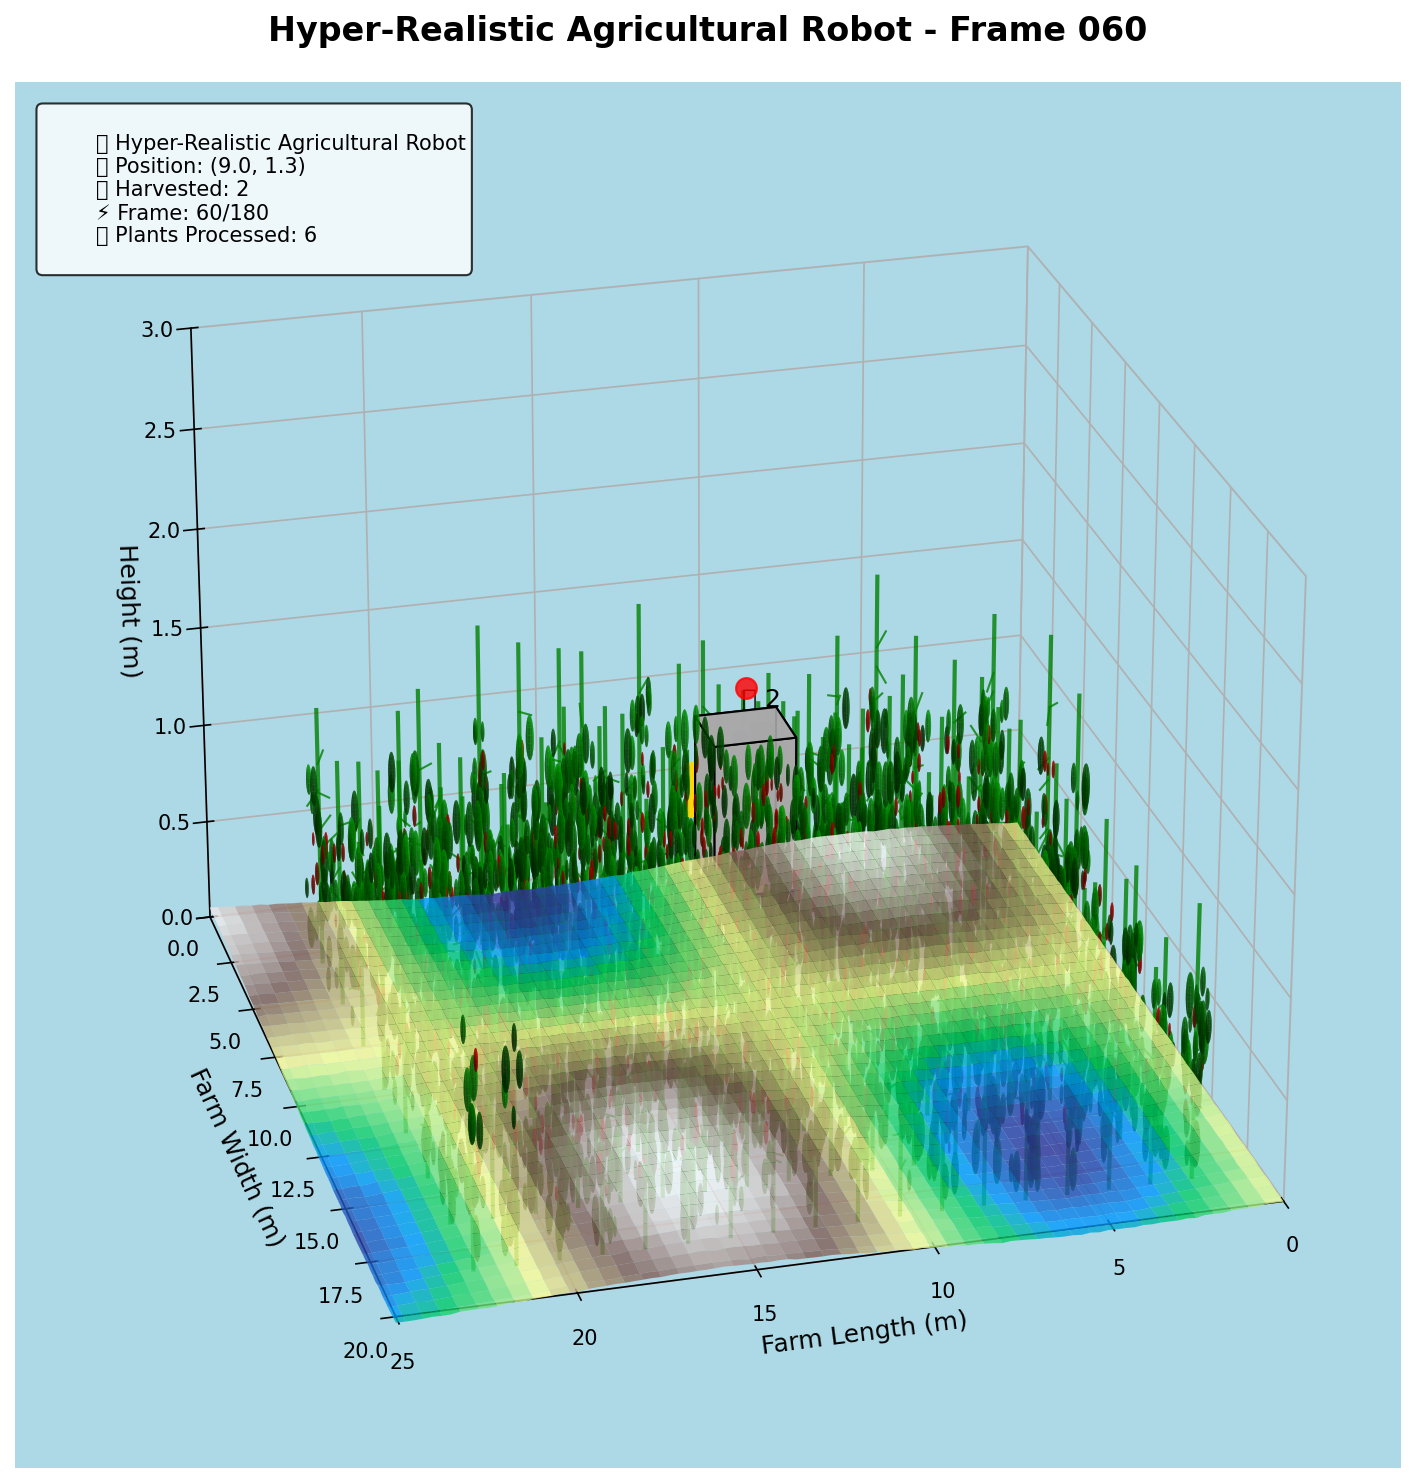 Hyper-Realistic Agricultural Robot - Frame 060
Hyper-Realistic Agricultural Robot
Position: (9.0, 1.3)
Harvested: 2
⚡ Frame: 60/180
Plants Processed: 6
3.0
2.5
2.0
1.5
1.0
0.5
0.0
Height (m)
2
0.0
2.5
5.0
7.5
10.0
12.5
15.0
17.5
20.0
Farm Width (m)
25
20
15
10
5
0
Farm Length (m)